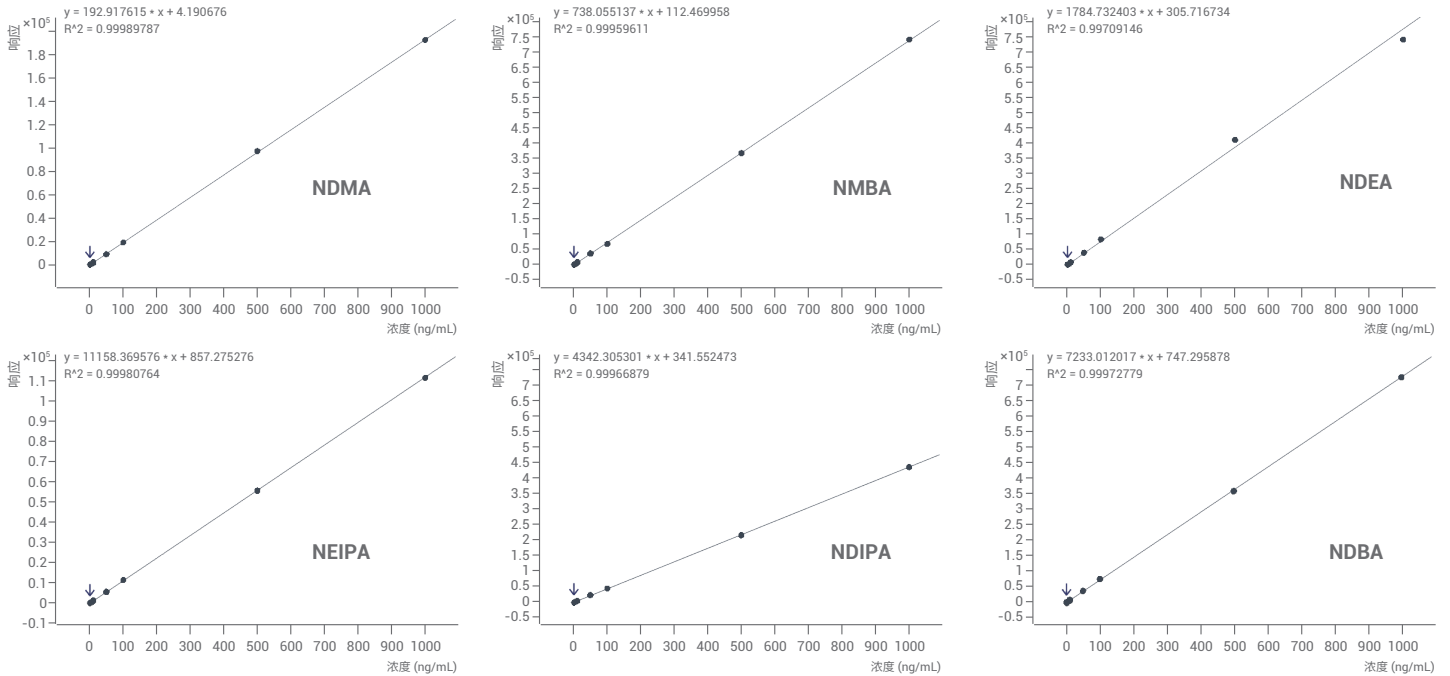 y = 192.917615 * x + 4.190676
R^2 = 0.99989787
×10⁵
响应
1.8
1.6
1.4
1.2
1
0.8
0.6
0.4
0.2
0
NDMA
0 100 200 300 400 500 600 700 800 900 1000
浓度 (ng/mL)
y = 738.055137 * x + 112.469958
R^2 = 0.99959611
×10⁵
响应
7.5
7
6.5
6
5.5
5
4.5
4
3.5
3
2.5
2
1.5
1
0.5
0
-0.5
NMBA
0 100 200 300 400 500 600 700 800 900 1000
浓度 (ng/mL)
y = 1784.732403 * x + 305.716734
R^2 = 0.99709146
×10⁵
响应
7.5
7
6.5
6
5.5
5
4.5
4
3.5
3
2.5
2
1.5
1
0.5
0
-0.5
NDEA
0 100 200 300 400 500 600 700 800 900 1000
浓度 (ng/mL)
y = 11158.369576 * x + 857.275276
R^2 = 0.99980764
×10⁵
响应
1.1
1
0.9
0.8
0.7
0.6
0.5
0.4
0.3
0.2
0.1
0
-0.1
NEIPA
0 100 200 300 400 500 600 700 800 900 1000
浓度 (ng/mL)
y = 4342.305301 * x + 341.552473
R^2 = 0.99966879
×10⁵
响应
7
6.5
6
5.5
5
4.5
4
3.5
3
2.5
2
1.5
1
0.5
0
-0.5
NDIPA
0 100 200 300 400 500 600 700 800 900 1000
浓度 (ng/mL)
y = 7233.012017 * x + 747.295878
R^2 = 0.99972779
×10⁵
响应
7
6.5
6
5.5
5
4.5
4
3.5
3
2.5
2
1.5
1
0.5
0
-0.5
NDBA
0 100 200 300 400 500 600 700 800 900 1000
浓度 (ng/mL)